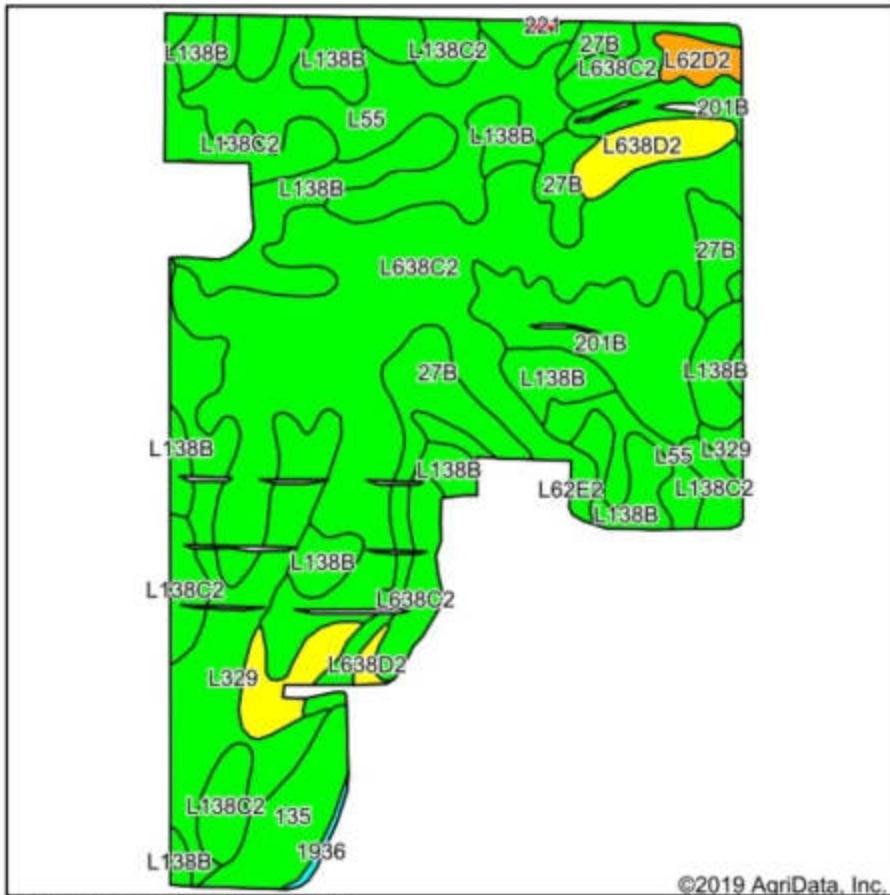 221
L138B
L138B
L138C2
27B
L638C2
L62D2
201B
L55
L138B
L138C2
L638D2
L138B
27B
27B
L638C2
201B
27B
L138B
L138B
L138B
L55
L329
L138B
L62E2
L138C2
L138B
L138B
L138C2
L638C2
L638D2
L329
L138C2
135
L138B
1936
©2019 AgriData, Inc.